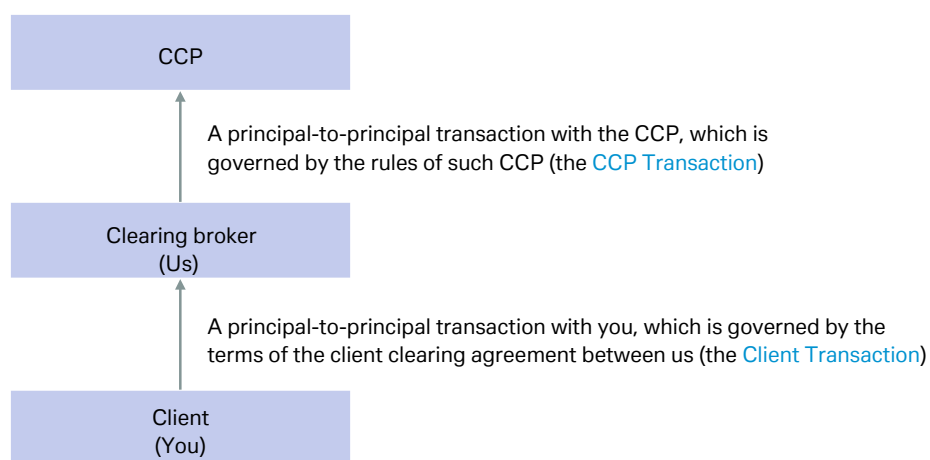 CCP
A principal-to-principal transaction with the CCP, which is
governed by the rules of such CCP (the CCP Transaction)
Clearing broker
(Us)
A principal-to-principal transaction with you, which is governed by the
terms of the client clearing agreement between us (the Client Transaction)
Client
(You)